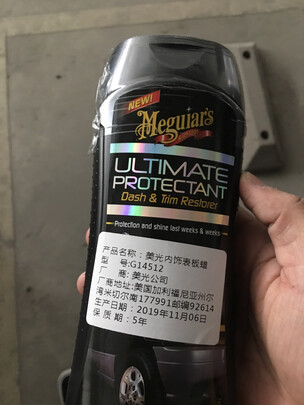 NEW!
Meguiar's
ULTIMATE
PROTECTANT
Dash & Trim Restorer
Protection and shine last weeks & weeks
产品名称：美光内饰表板蜡
型 号:G14512
厂 商：美光公司
厂商地址:美国加利福尼亚州尔
湾米切尔南177991邮编92614
生产日期：2019年11月06日
保 质 期：5年